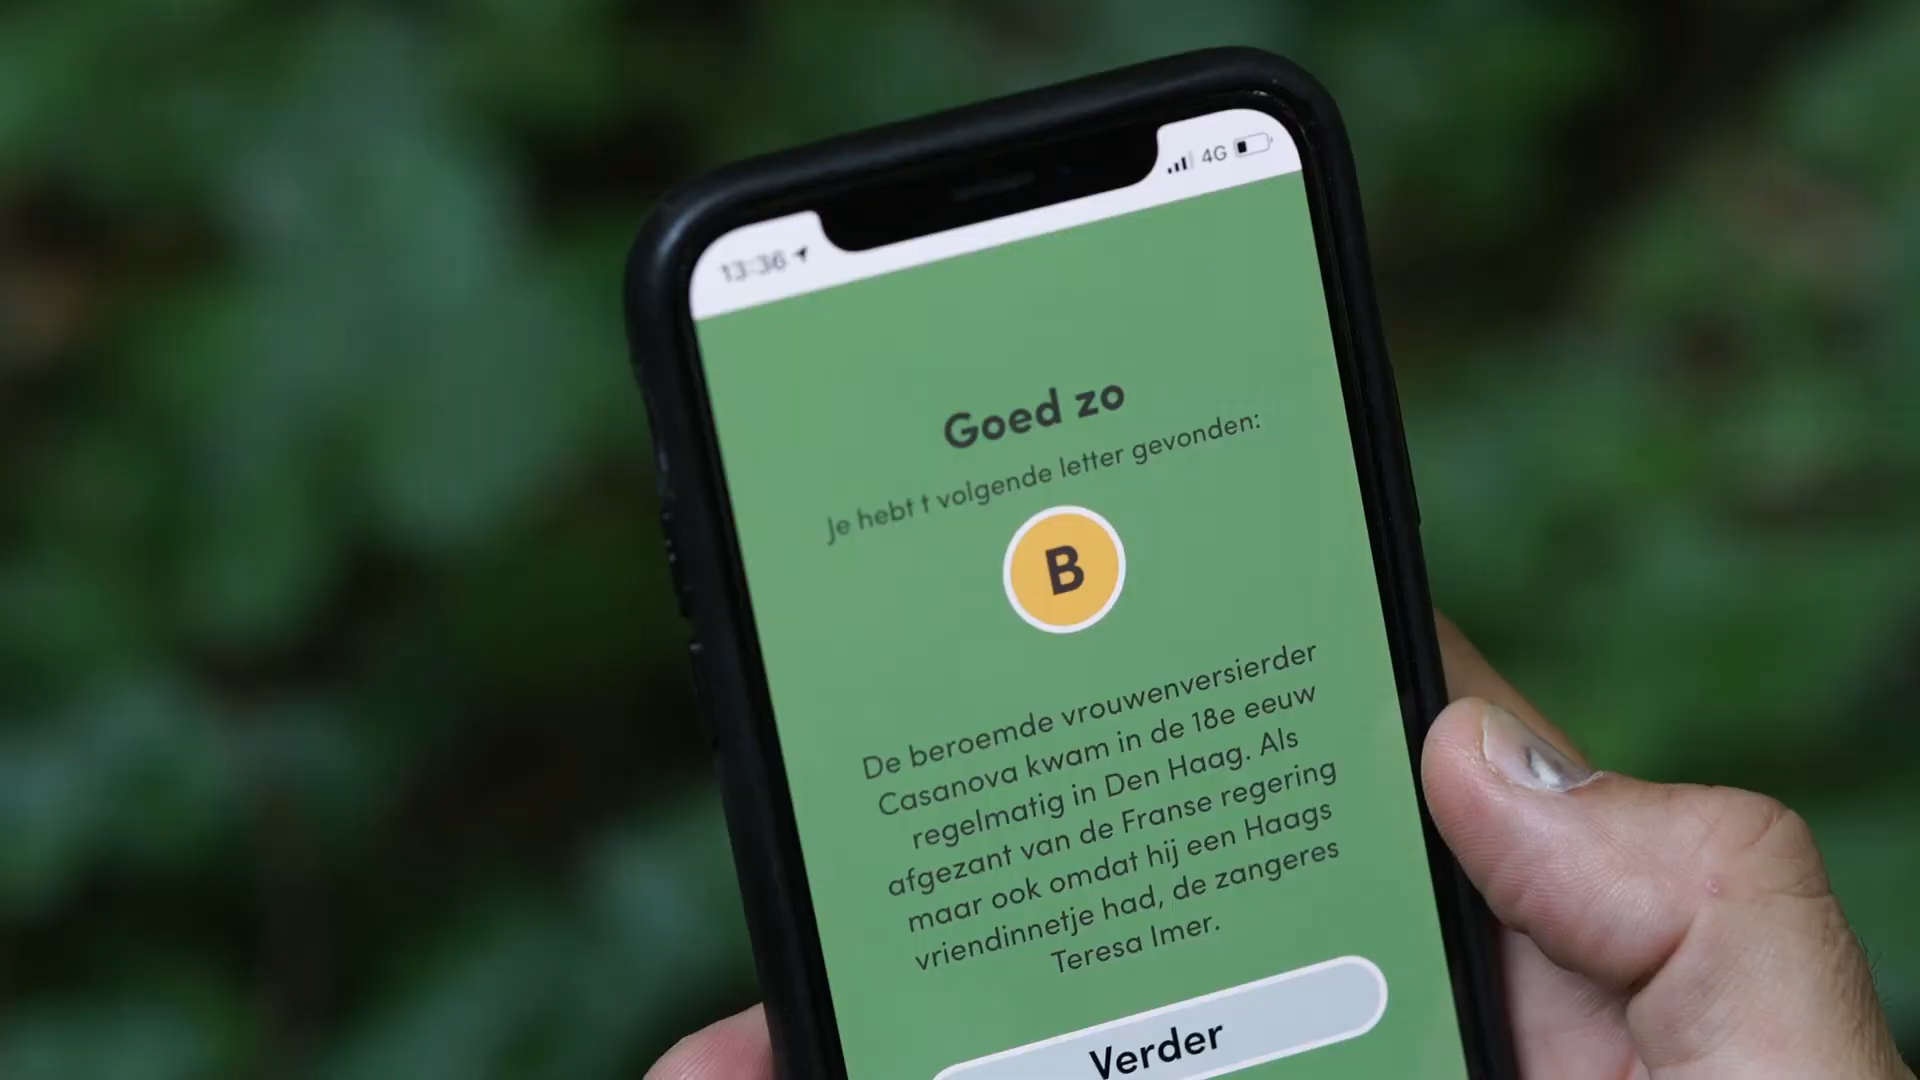 13:36
4G
Goed zo
Je hebt t volgende letter gevonden:
B
De beroemde vrouwenversierder
Casanova kwam in de 18e eeuw
regelmatig in Den Haag. Als
afgezant van de Franse regering
maar ook omdat hij een Haags
vriendinnetje had, de zangeres
Teresa Imer.
Verder